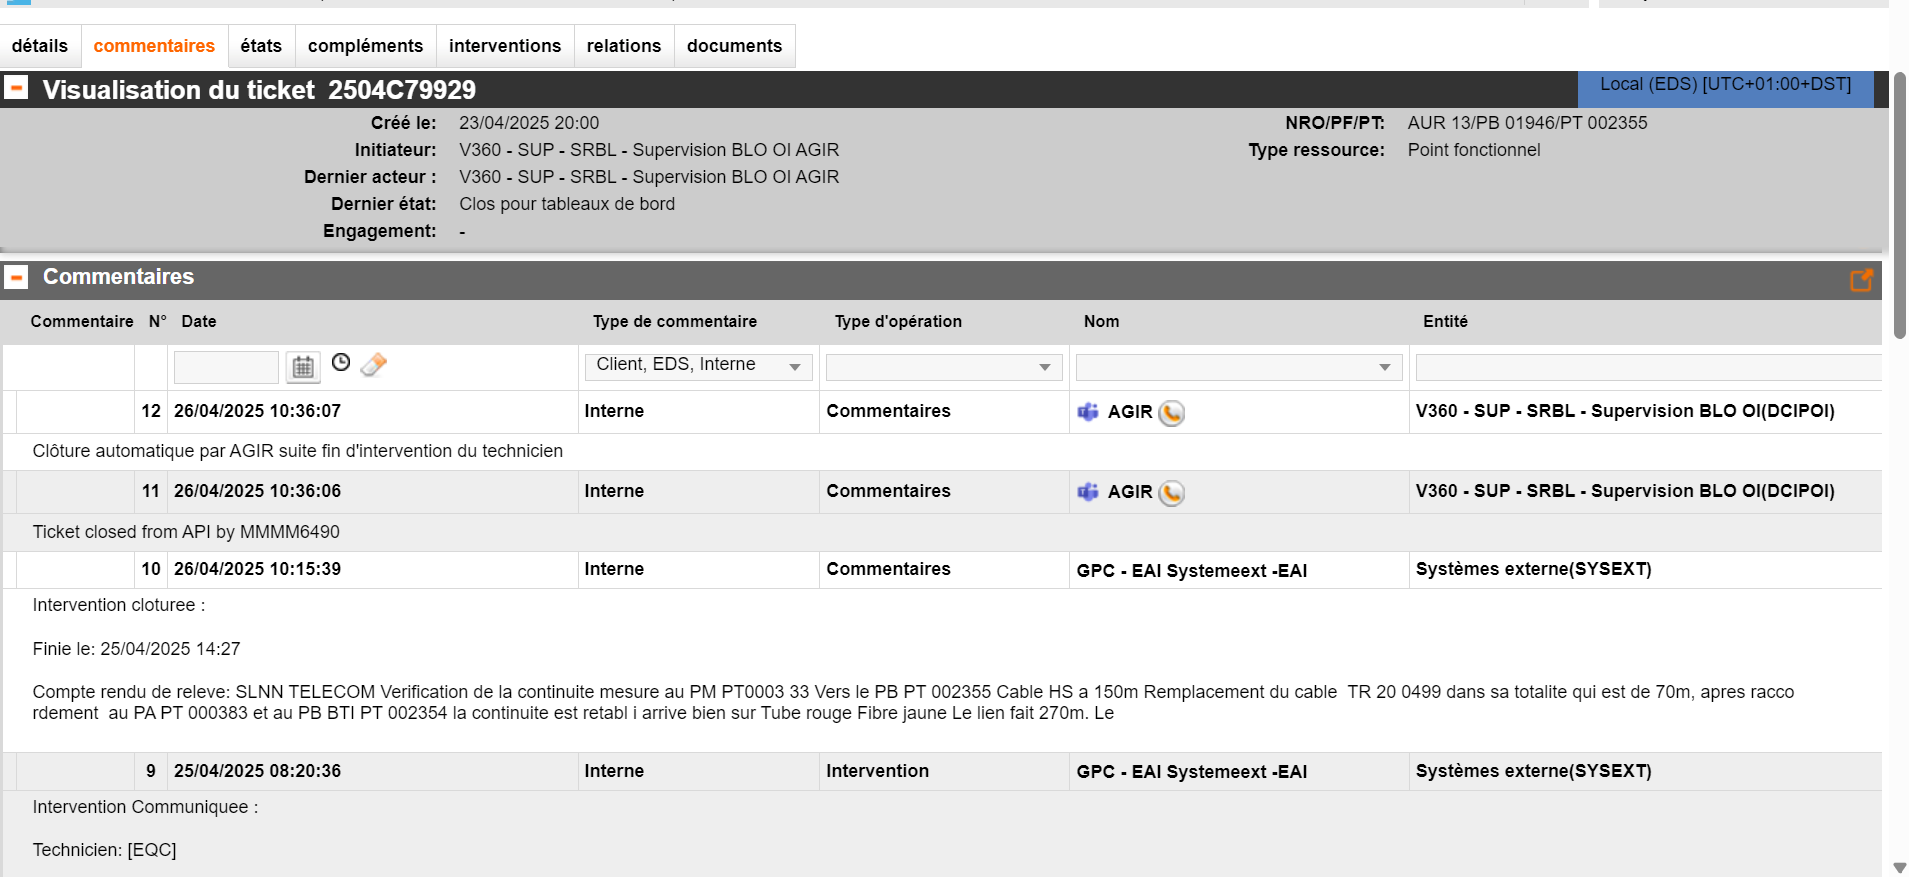 détails commentaires états compléments interventions relations documents
Visualisation du ticket 2504C79929
Local (EDS) [UTC+01:00+DST]
Créé le: 23/04/2025 20:00
NRO/PF/PT: AUR 13/PB 01946/PT 002355
Initiateur: V360 - SUP - SRBL - Supervision BLO OI AGIR
Type ressource: Point fonctionnel
Dernier acteur : V360 - SUP - SRBL - Supervision BLO OI AGIR
Dernier état: Clos pour tableaux de bord
Engagement: -
Commentaires
Commentaire N° Date Type de commentaire Type d'opération Nom Entité
Client, EDS, Interne
12 26/04/2025 10:36:07 Interne Commentaires AGIR V360 - SUP - SRBL - Supervision BLO OI(DCIPOI)
Clôture automatique par AGIR suite fin d'intervention du technicien
11 26/04/2025 10:36:06 Interne Commentaires AGIR V360 - SUP - SRBL - Supervision BLO OI(DCIPOI)
Ticket closed from API by MMMM6490
10 26/04/2025 10:15:39 Interne Commentaires GPC - EAI Systemeext -EAI Systèmes externe(SYSEXT)
Intervention cloturee :
Finie le: 25/04/2025 14:27
Compte rendu de releve: SLNN TELECOM Verification de la continuite mesure au PM PT0003 33 Vers le PB PT 002355 Cable HS a 150m Remplacement du cable TR 20 0499 dans sa totalite qui est de 70m, apres racco
rdement au PA PT 000383 et au PB BTI PT 002354 la continuite est retabl i arrive bien sur Tube rouge Fibre jaune Le lien fait 270m. Le
9 25/04/2025 08:20:36 Interne Intervention GPC - EAI Systemeext -EAI Systèmes externe(SYSEXT)
Intervention Communiquee :
Technicien: [EQC]